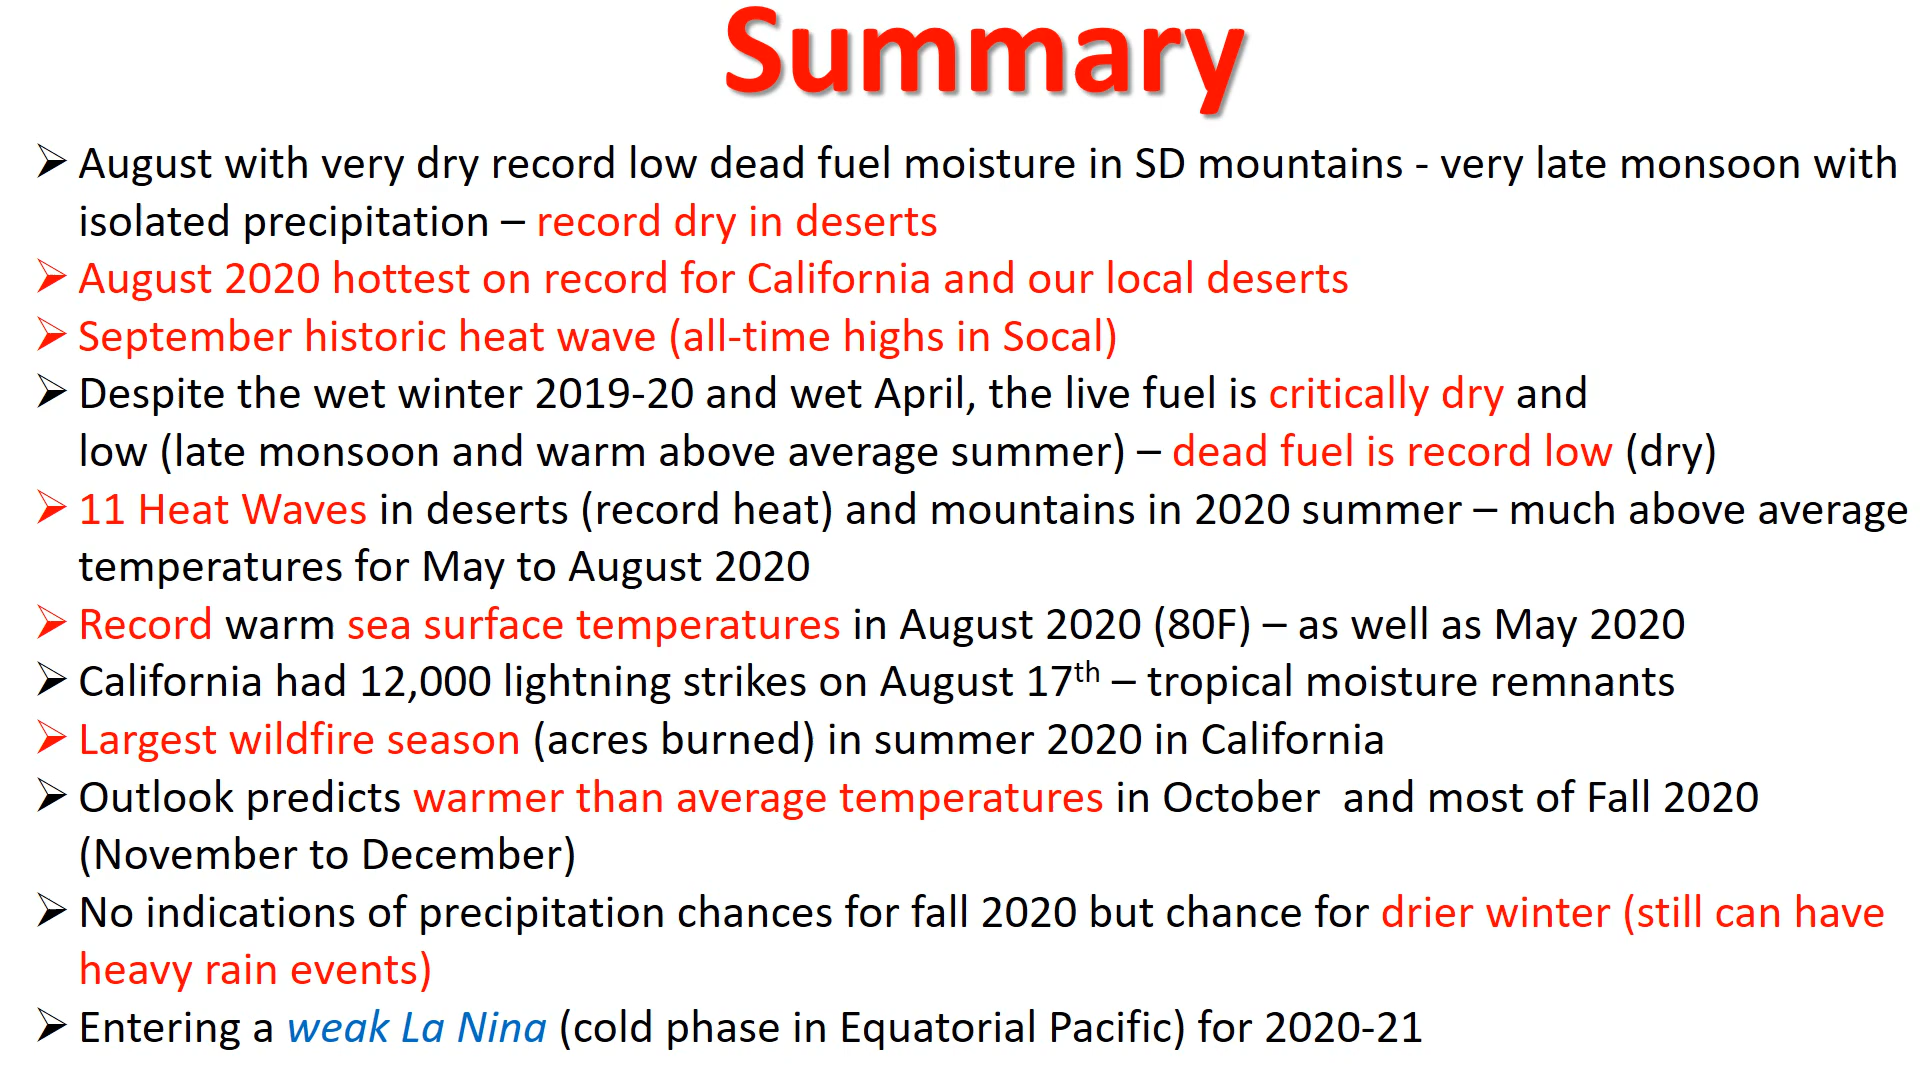 Summary
➢ August with very dry record low dead fuel moisture in SD mountains - very late monsoon with
isolated precipitation – record dry in deserts
➢ August 2020 hottest on record for California and our local deserts
➢ September historic heat wave (all-time highs in Socal)
➢ Despite the wet winter 2019-20 and wet April, the live fuel is critically dry and
low (late monsoon and warm above average summer) – dead fuel is record low (dry)
➢ 11 Heat Waves in deserts (record heat) and mountains in 2020 summer – much above average
temperatures for May to August 2020
➢ Record warm sea surface temperatures in August 2020 (80F) – as well as May 2020
➢ California had 12,000 lightning strikes on August 17th – tropical moisture remnants
➢ Largest wildfire season (acres burned) in summer 2020 in California
➢ Outlook predicts warmer than average temperatures in October  and most of Fall 2020
(November to December)
➢ No indications of precipitation chances for fall 2020 but chance for drier winter (still can have
heavy rain events)
➢ Entering a weak La Nina (cold phase in Equatorial Pacific) for 2020-21